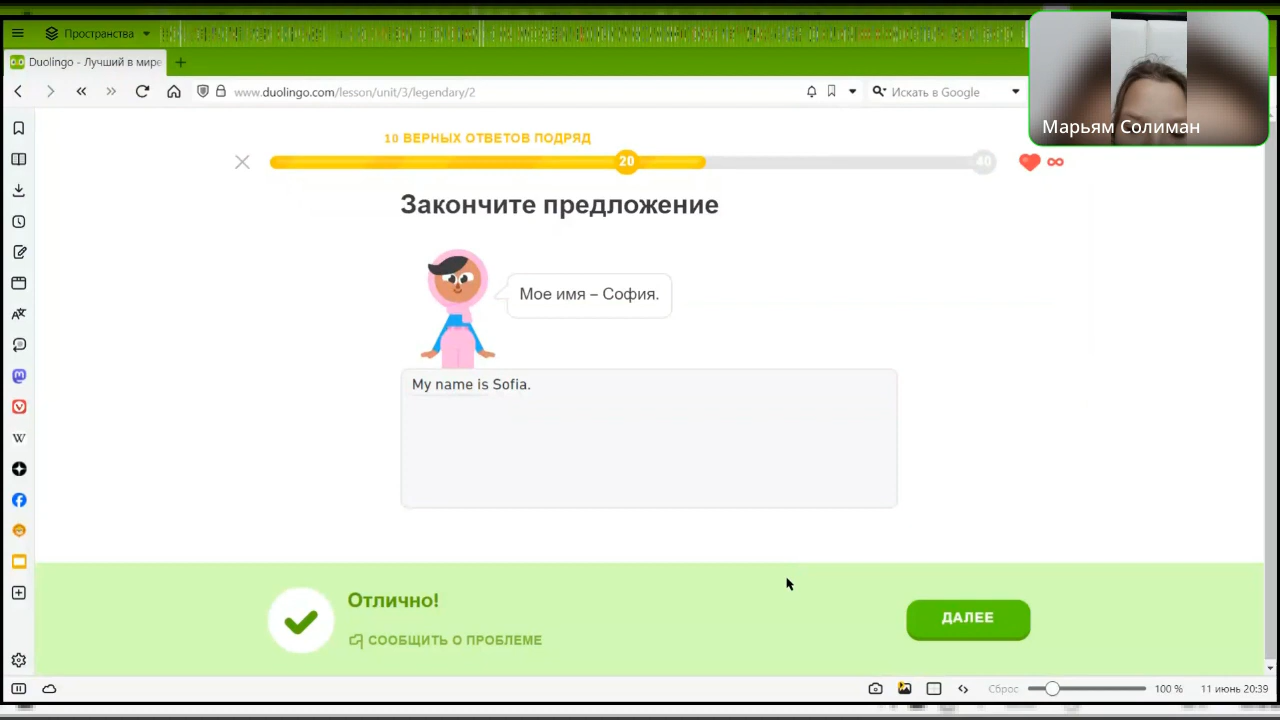 Пространства
Duolingo - Лучший в мире
www.duolingo.com/lesson/unit/3/legendary/2
Искать в Google
Марьям Солиман
10 ВЕРНЫХ ОТВЕТОВ ПОДРЯД
20
40
Закончите предложение
Мое имя – София.
My name is Sofia.
Отлично!
СООБЩИТЬ О ПРОБЛЕМЕ
ДАЛЕЕ
Сброс
100 %
11 июнь 20:39